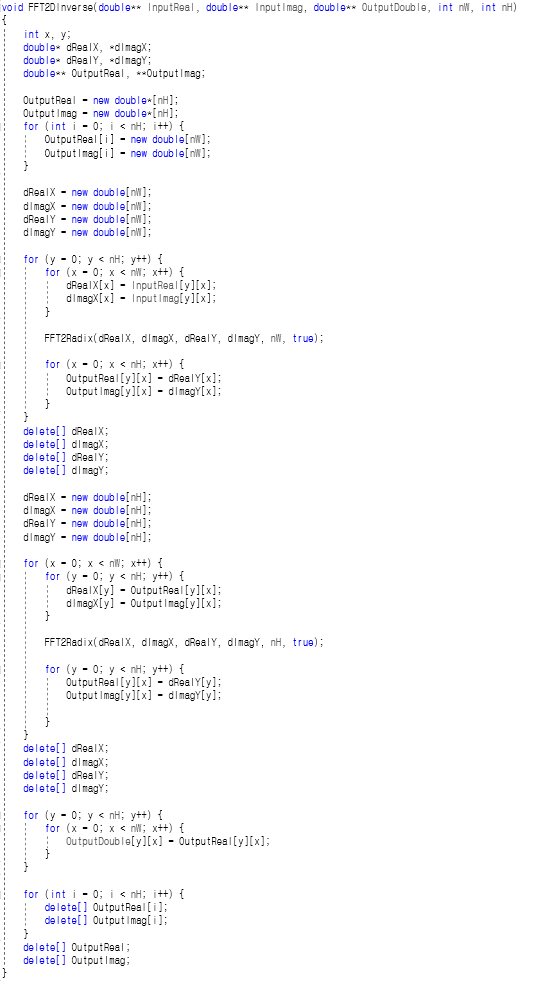 void FFT2DInverse(double** InputReal, double** InputImag, double** OutputDouble, int nW, int nH)
{
int x, y;
double* dRealX, *dImagX;
double* dRealY, *dImagY;
double** OutputReal, **OutputImag;
OutputReal = new double*[nH];
OutputImag = new double*[nH];
for (int i = 0; i < nH; i++) {
OutputReal[i] = new double[nW];
OutputImag[i] = new double[nW];
}
dRealX = new double[nW];
dImagX = new double[nW];
dRealY = new double[nW];
dImagY = new double[nW];
for (y = 0; y < nH; y++) {
for (x = 0; x < nW; x++) {
dRealX[x] = InputReal[y][x];
dImagX[x] = InputImag[y][x];
}
FFT2Radix(dRealX, dImagX, dRealY, dImagY, nW, true);
for (x = 0; x < nH; x++) {
OutputReal[y][x] = dRealY[x];
OutputImag[y][x] = dImagY[x];
}
}
delete[] dRealX;
delete[] dImagX;
delete[] dRealY;
delete[] dImagY;
dRealX = new double[nH];
dImagX = new double[nH];
dRealY = new double[nH];
dImagY = new double[nH];
for (x = 0; x < nW; x++) {
for (y = 0; y < nH; y++) {
dRealX[y] = OutputReal[y][x];
dImagX[y] = OutputImag[y][x];
}
FFT2Radix(dRealX, dImagX, dRealY, dImagY, nH, true);
for (y = 0; y < nH; y++) {
OutputReal[y][x] = dRealY[y];
OutputImag[y][x] = dImagY[y];
}
}
delete[] dRealX;
delete[] dImagX;
delete[] dRealY;
delete[] dImagY;
for (y = 0; y < nH; y++) {
for (x = 0; x < nW; x++) {
OutputDouble[y][x] = OutputReal[y][x];
}
}
for (int i = 0; i < nH; i++) {
delete[] OutputReal[i];
delete[] OutputImag[i];
}
delete[] OutputReal;
delete[] OutputImag;
}